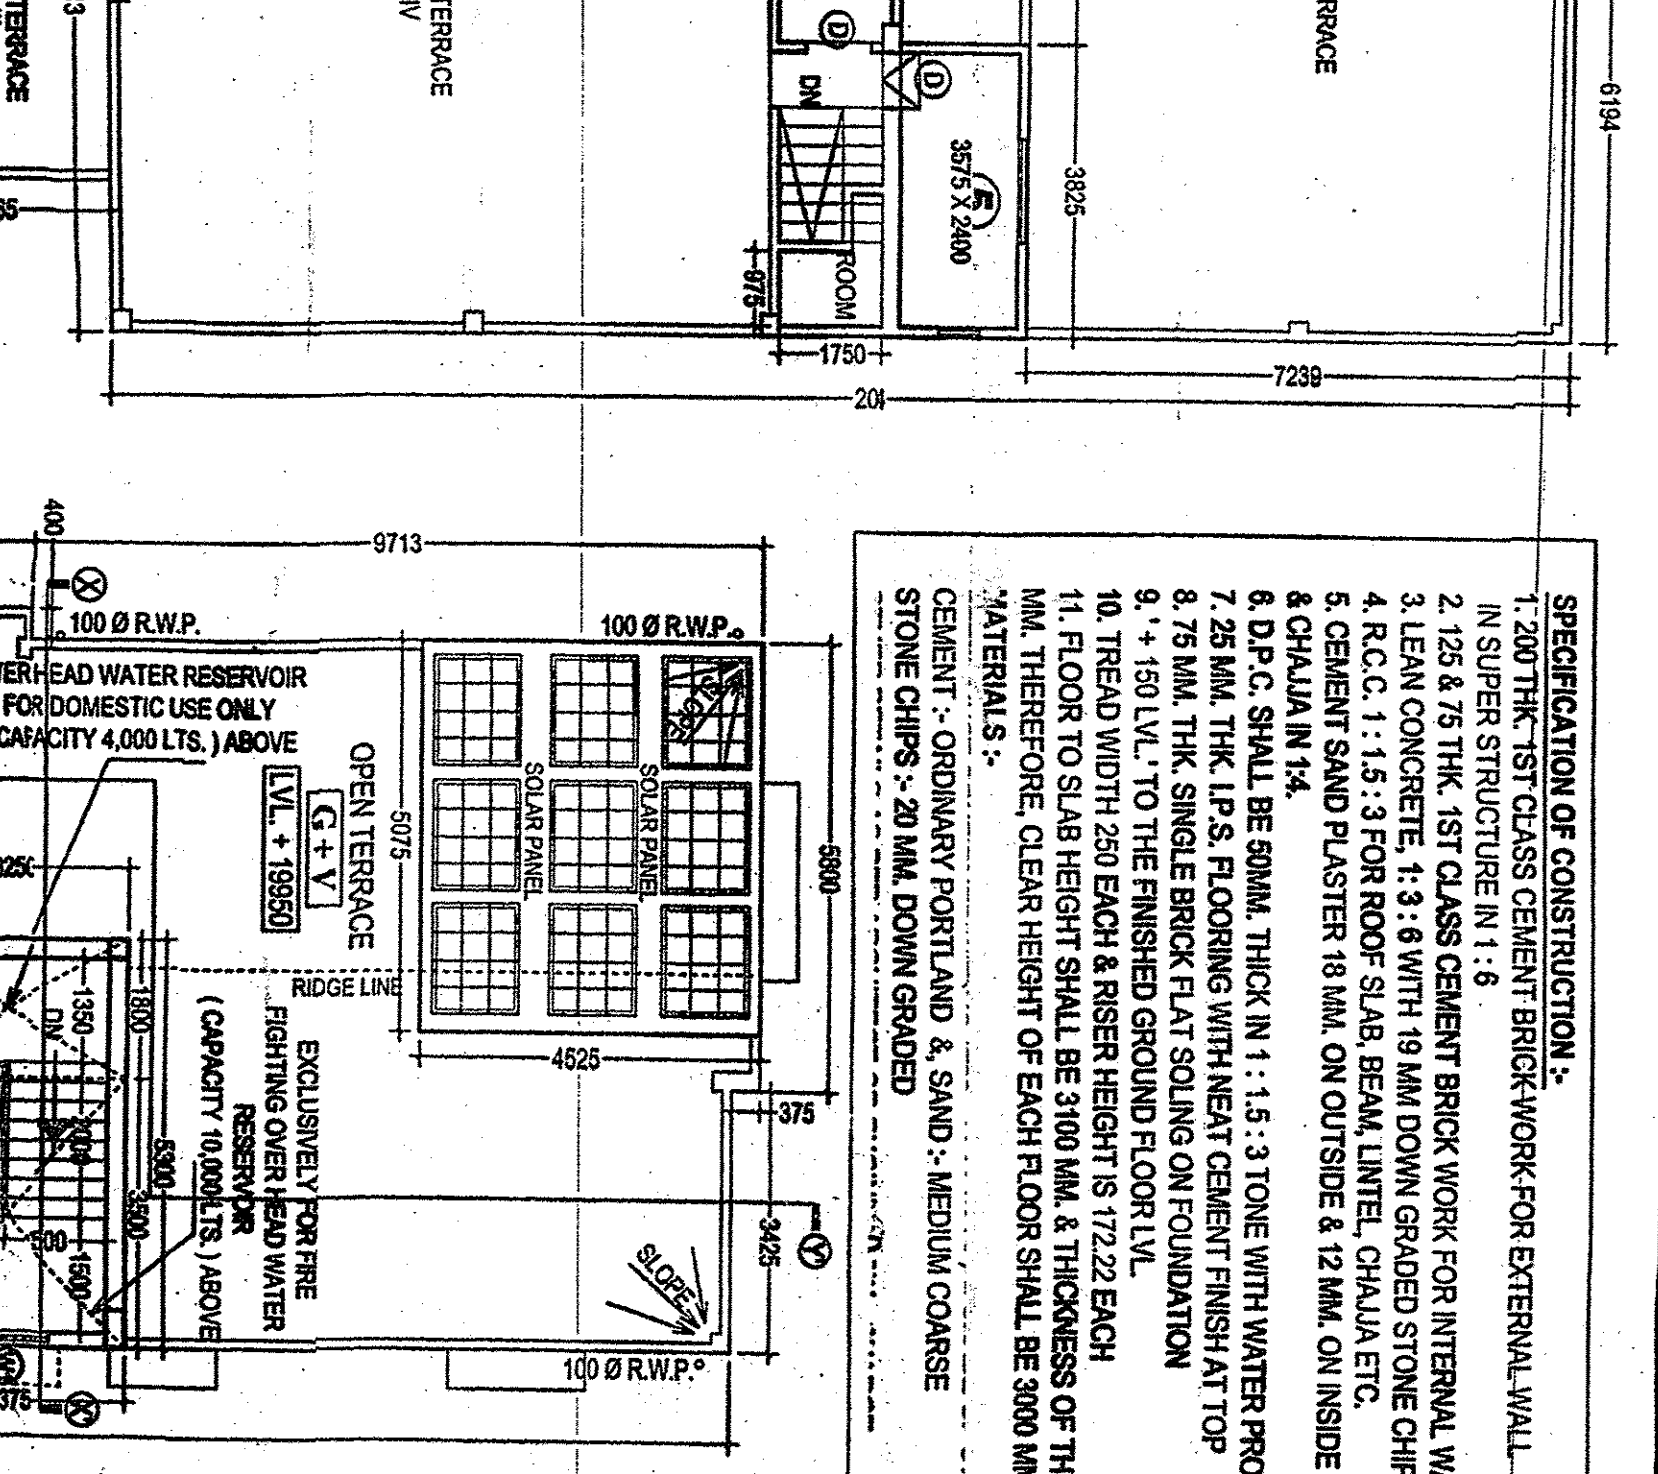 TERRACE
TERRACE
IV
RRACE
6194
3825
D
D
DN
3575 X 2400
ROOM
975
1750
7239
SPECIFICATION OF CONSTRUCTION :-
1. 200 THK. 1ST CLASS CEMENT BRICK WORK FOR EXTERNAL WALL
IN SUPER STRUCTURE IN 1 : 6
2. 125 & 75 THK. 1ST CLASS CEMENT BRICK WORK FOR INTERNAL
3. LEAN CONCRETE, 1: 3 : 6 WITH 19 MM DOWN GRADED STONE
4. R.C.C. 1 : 1.5 : 3 FOR ROOF SLAB, BEAM, LINTEL, CHAJJA ETC.
5. CEMENT SAND PLASTER 18 MM. ON OUTSIDE & 12 MM. ON INSIDE
& CHAJJA IN 1:4.
6. D.P.C. SHALL BE 50MM. THICK IN 1 : 1.5 : 3 TONE WITH WATER PRO
7. 25 MM. THK. I.P.S. FLOORING WITH NEAT CEMENT FINISH AT TOP
8. 75 MM. THK. SINGLE BRICK FLAT SOLING ON FOUNDATION
9. '+ 150 LVL.' TO THE FINISHED GROUND FLOOR LVL.
10. TREAD WIDTH 250 EACH & RISER HEIGHT IS 172.22 EACH
11. FLOOR TO SLAB HEIGHT SHALL BE 3100 MM. & THICKNESS OF TH
MM. THEREFORE, CLEAR HEIGHT OF EACH FLOOR SHALL BE 3000 MM
MATERIALS :-
CEMENT :- ORDINARY PORTLAND &, SAND :- MEDIUM COARSE
STONE CHIPS :- 20 MM. DOWN GRADED
400
9713
X
100 Ø R.W.P.
100 Ø R.W.P.
ERHEAD WATER RESERVOIR
FOR DOMESTIC USE ONLY
CAPACITY 4,000 LTS. ) ABOVE
OPEN TERRACE
G + V
LVL. + 19950
5075
SOLAR PANEL
SOLAR PANEL
5800
RIDGE LINE
4525
375
3425
Y
EXCLUSIVELY FOR FIRE
FIGHTING OVER HEAD WATER
RESERVOIR
( CAPACITY 10,000LTS. ) ABOVE
1800
1350
DN
2000
5300
3500
1500
SLOPE
100 Ø R.W.P.
375